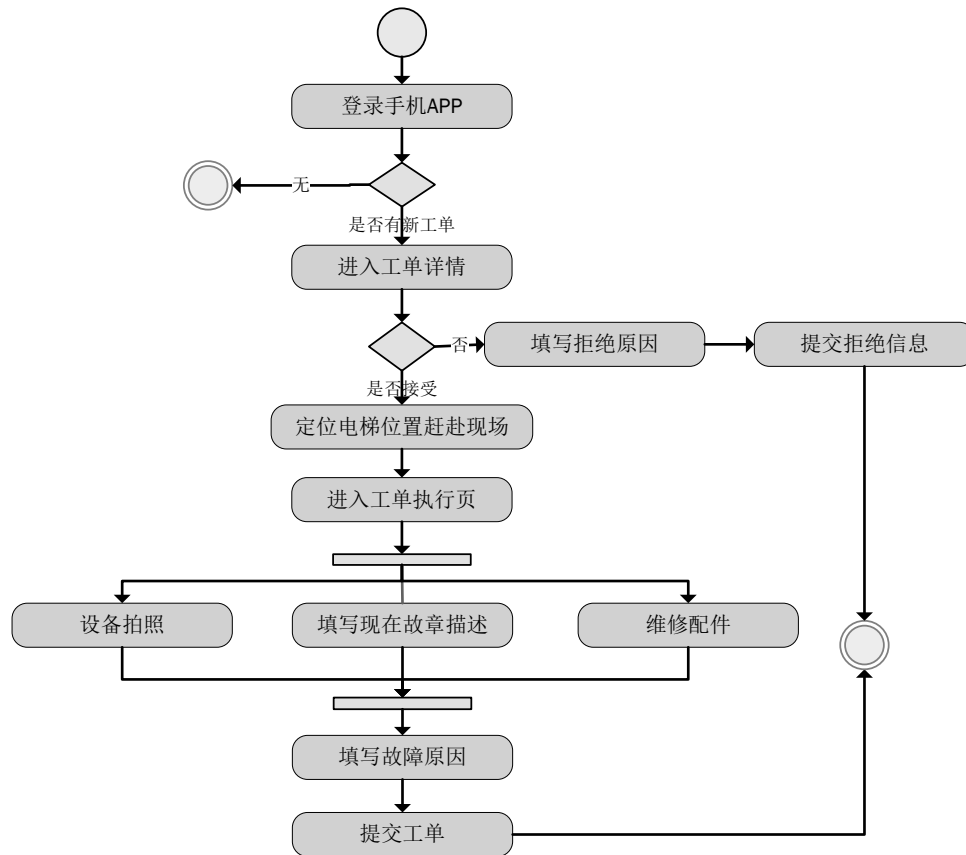 登录手机APP
无
是否有新工单
进入工单详情
否
填写拒绝原因
提交拒绝信息
是否接受
定位电梯位置赶赴现场
进入工单执行页
设备拍照
填写现在故章描述
维修配件
填写故障原因
提交工单